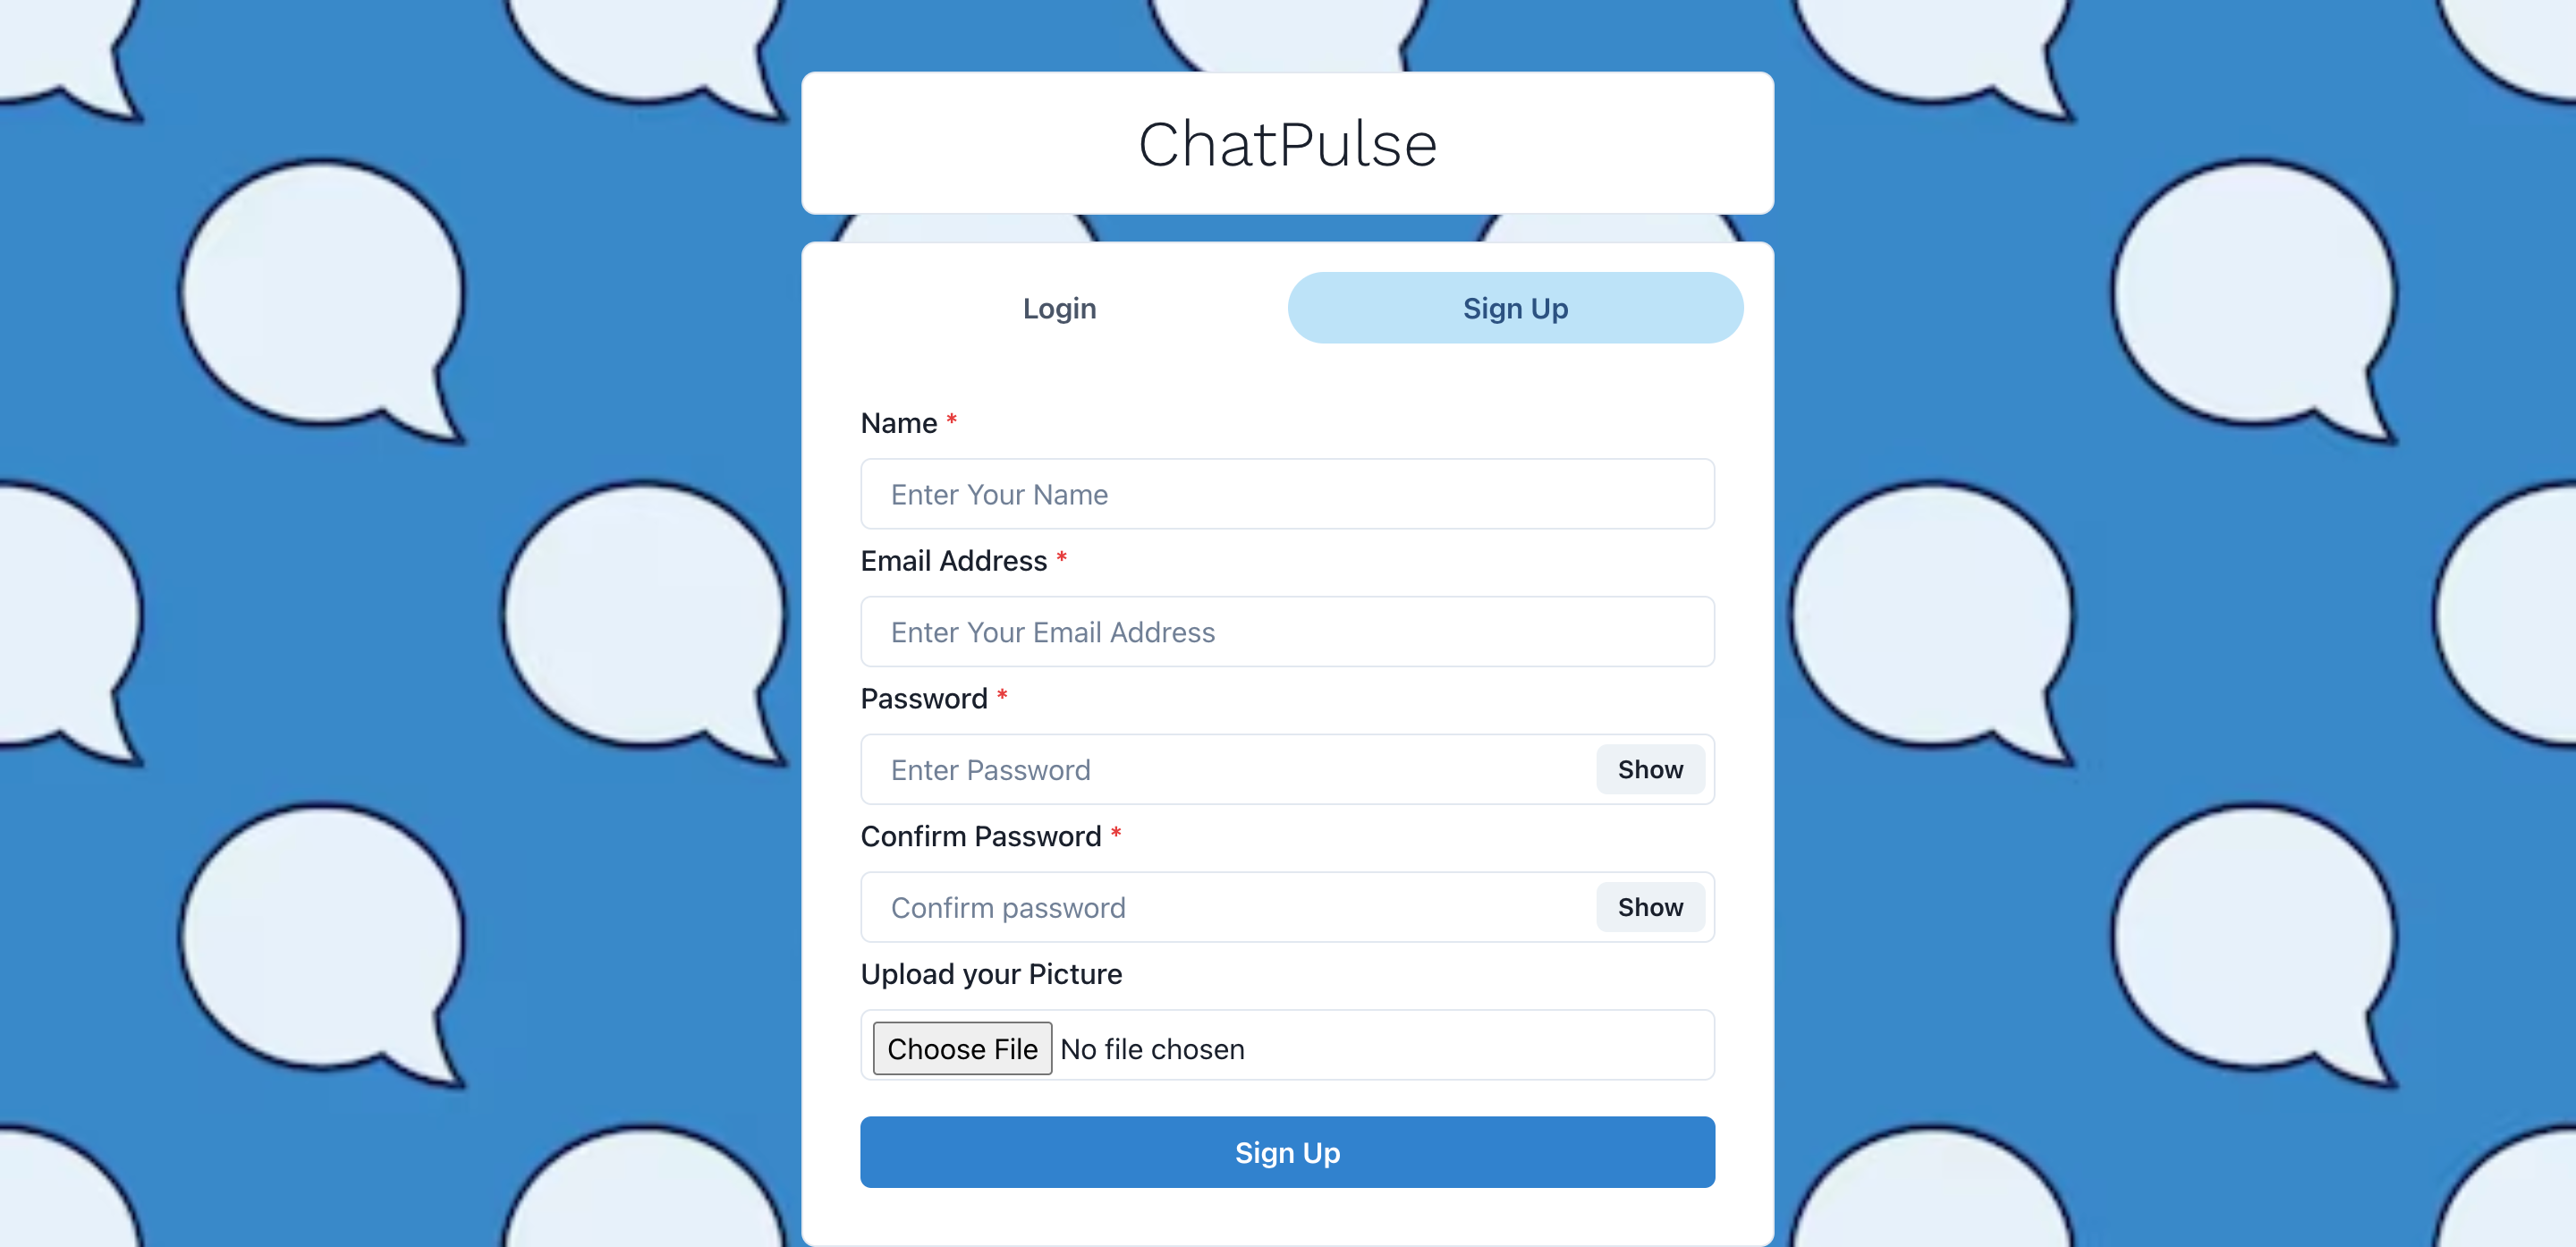 ChatPulse
Login
Sign Up
Name *
Enter Your Name
Email Address *
Enter Your Email Address
Password *
Enter Password
Show
Confirm Password *
Confirm password
Show
Upload your Picture
Choose File No file chosen
Sign Up